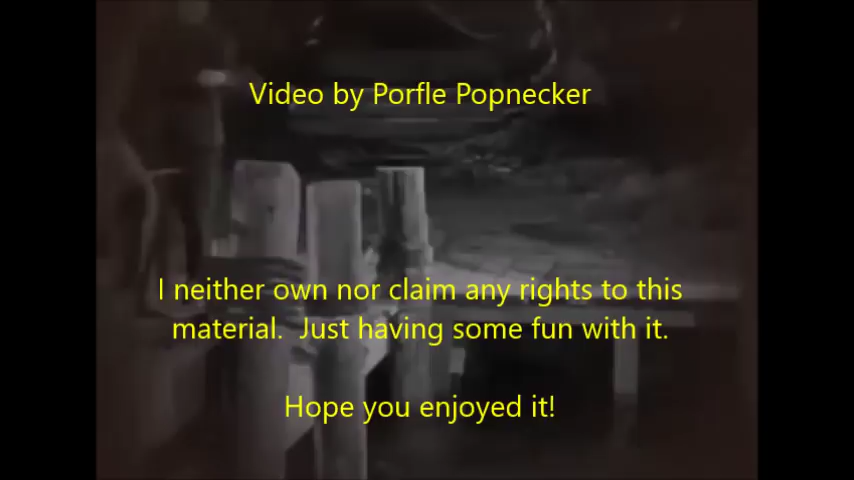 Video by Porfle Popnecker
I neither own nor claim any rights to this
material.  Just having some fun with it.
Hope you enjoyed it!